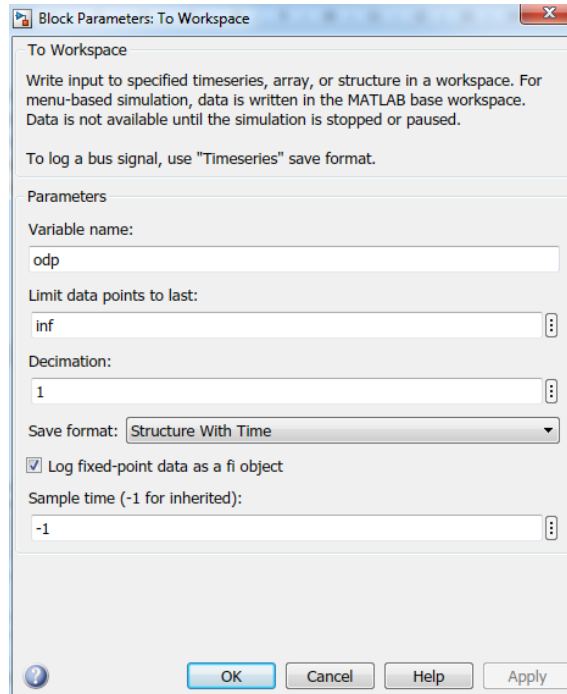 Block Parameters: To Workspace
To Workspace
Write input to specified timeseries, array, or structure in a workspace. For
menu-based simulation, data is written in the MATLAB base workspace.
Data is not available until the simulation is stopped or paused.
To log a bus signal, use "Timeseries" save format.
Parameters
Variable name:
odp
Limit data points to last:
inf
Decimation:
1
Save format: Structure With Time
Log fixed-point data as a fi object
Sample time (-1 for inherited):
-1
OK Cancel Help Apply